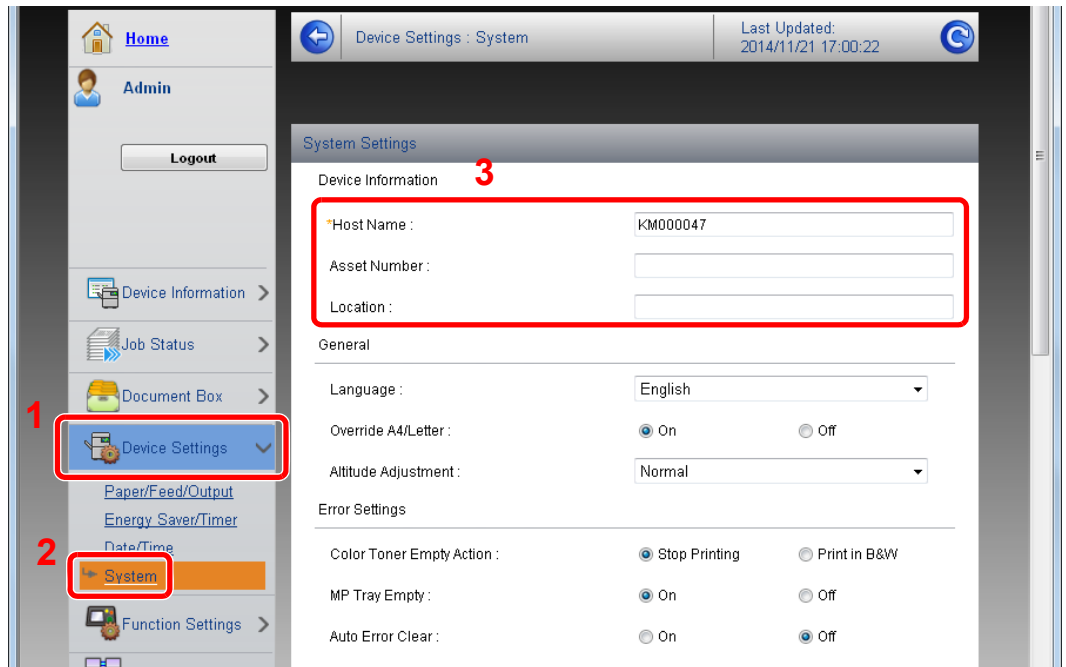 Home
Device Settings : System
Last Updated:
2014/11/21 17:00:22
Admin
Logout
System Settings
3
Device Information
*Host Name :
KM000047
Asset Number :
Location :
Device Information
Job Status
Document Box
1
Device Settings
Paper/Feed/Output
Energy Saver/Timer
Date/Time
2
System
Function Settings
General
Language :
English
Override A4/Letter :
On
Off
Altitude Adjustment :
Normal
Error Settings
Color Toner Empty Action :
Stop Printing
Print in B&W
MP Tray Empty :
On
Off
Auto Error Clear :
On
Off